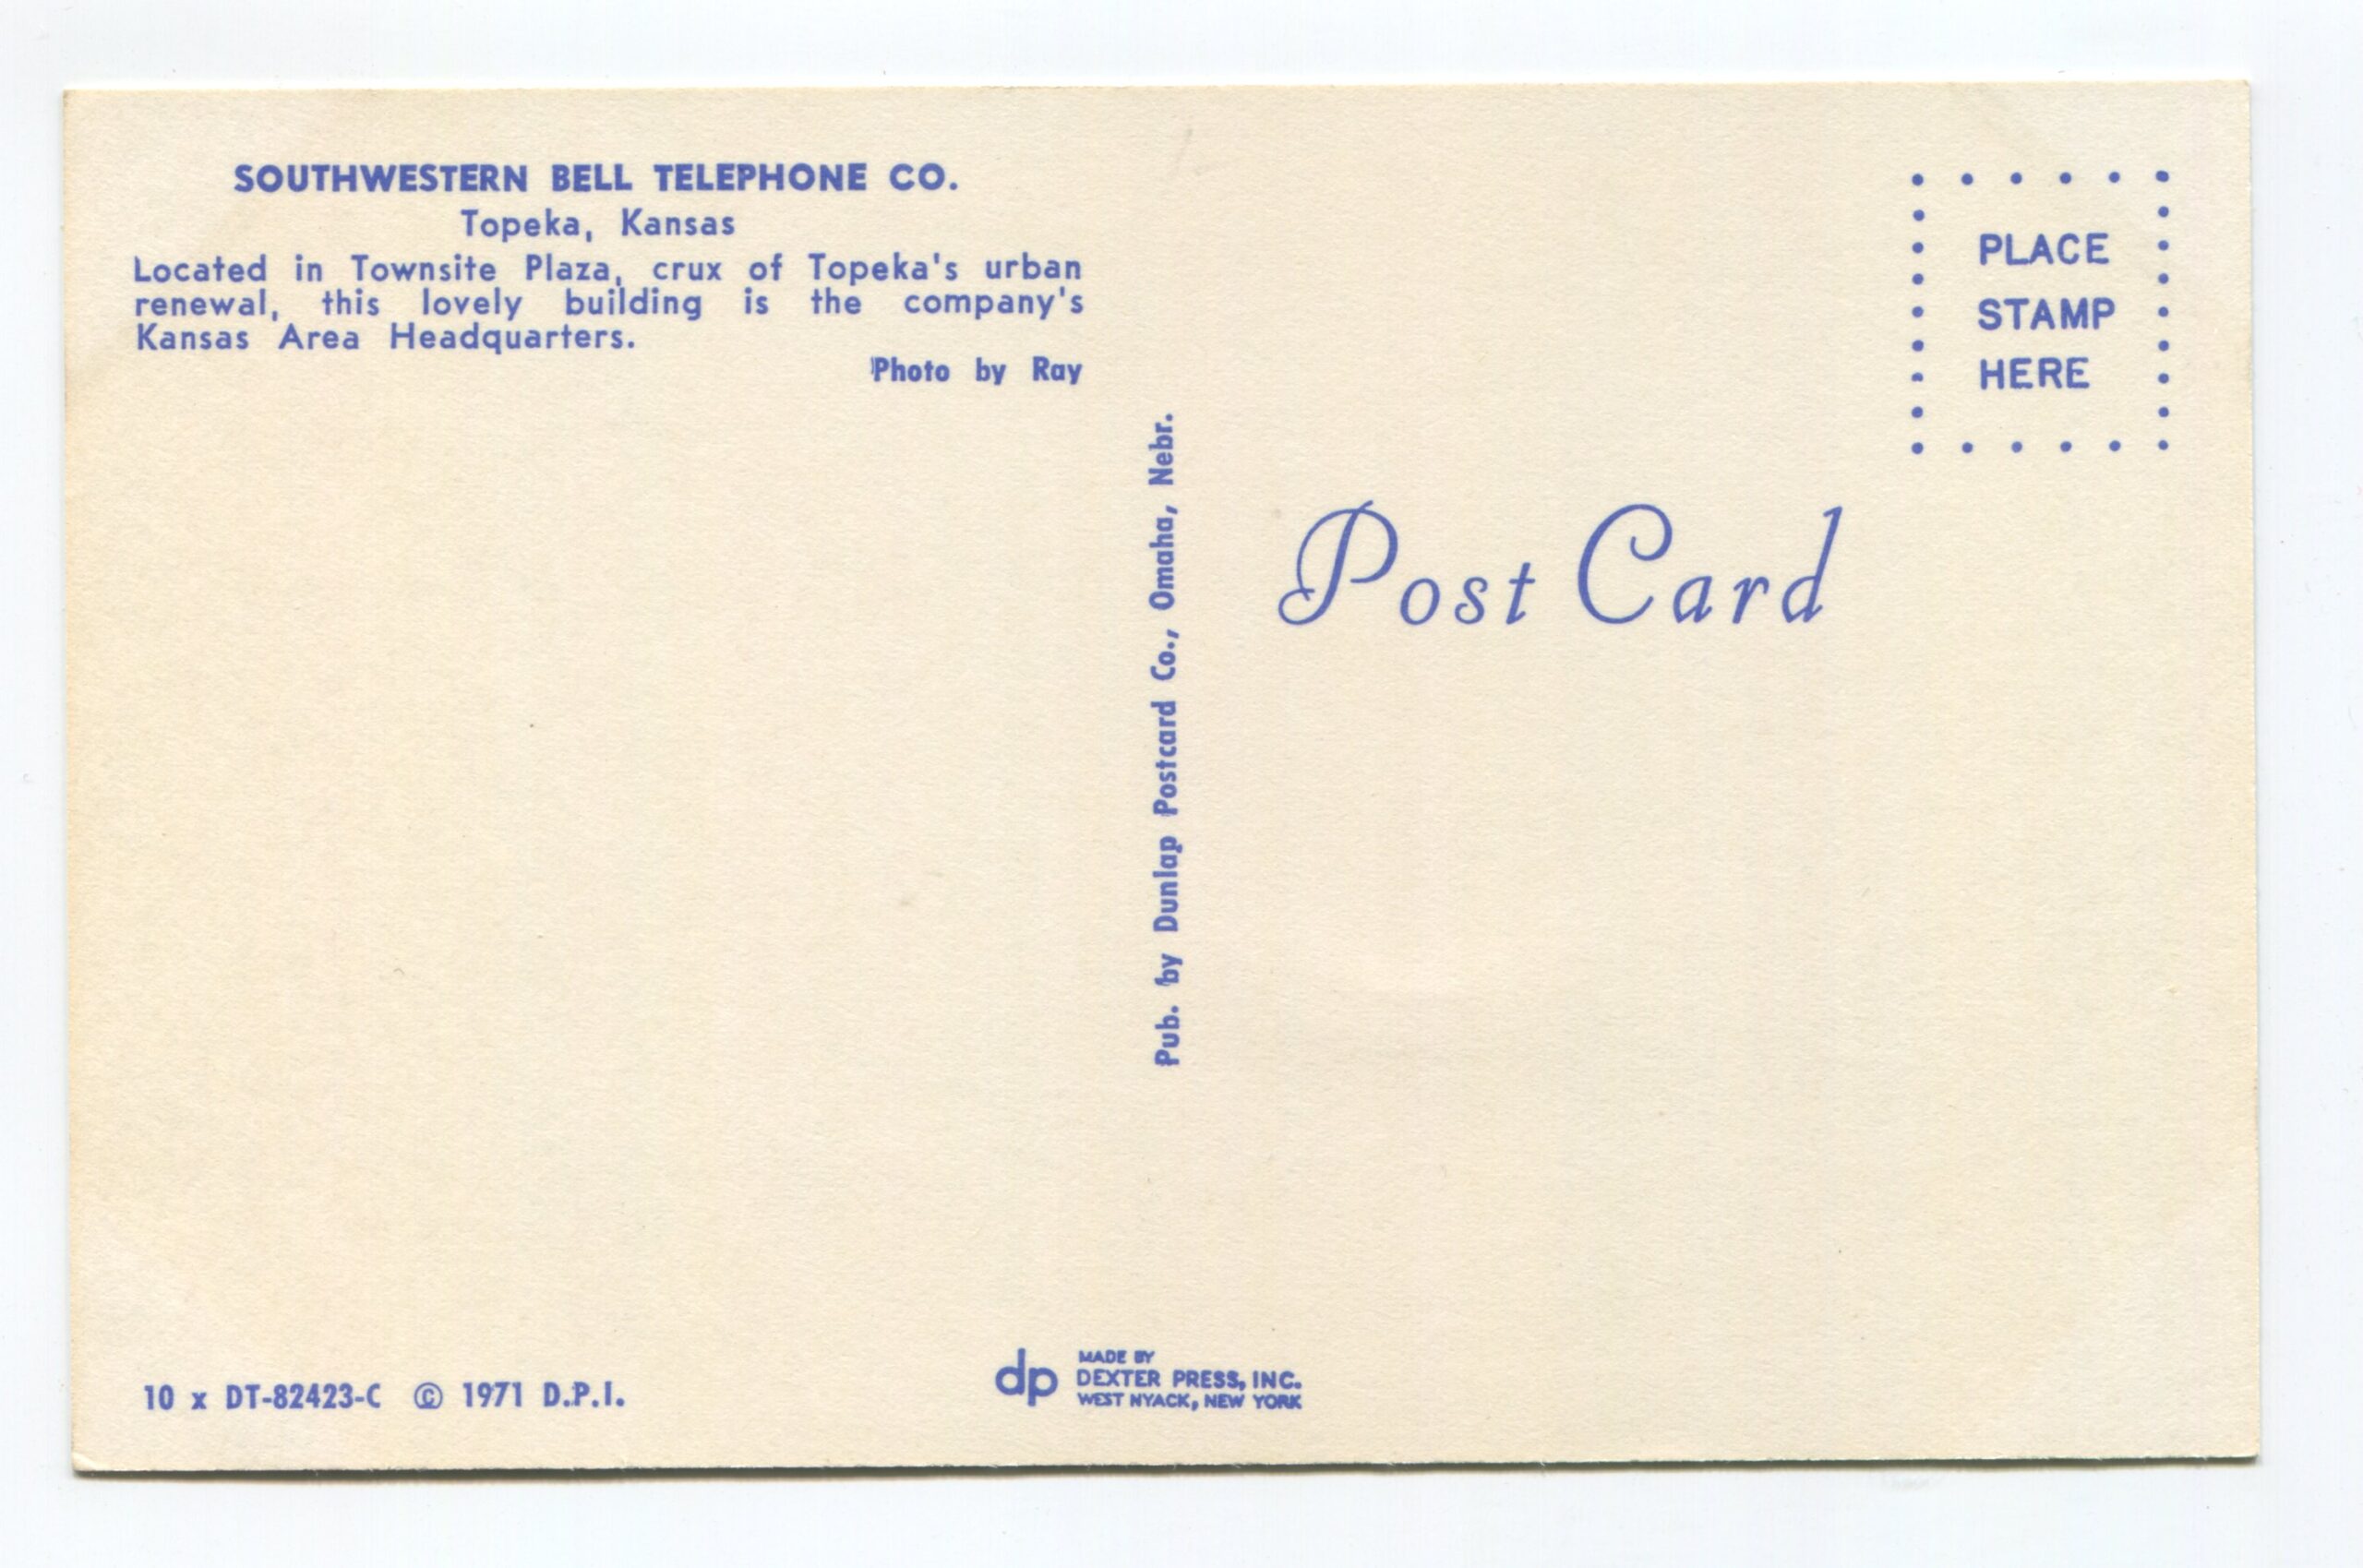 SOUTHWESTERN BELL TELEPHONE CO.
Topeka, Kansas
Located in Townsite Plaza, crux of Topeka's urban
renewal, this lovely building is the company's
Kansas Area Headquarters.
Photo by Ray
Pub. by Dunlap Postcard Co., Omaha, Nebr.
PLACE
STAMP
HERE
Post Card
10 x DT-82423-C © 1971 D.P.I.
dp
MADE BY
DEXTER PRESS, INC.
WEST NYACK, NEW YORK